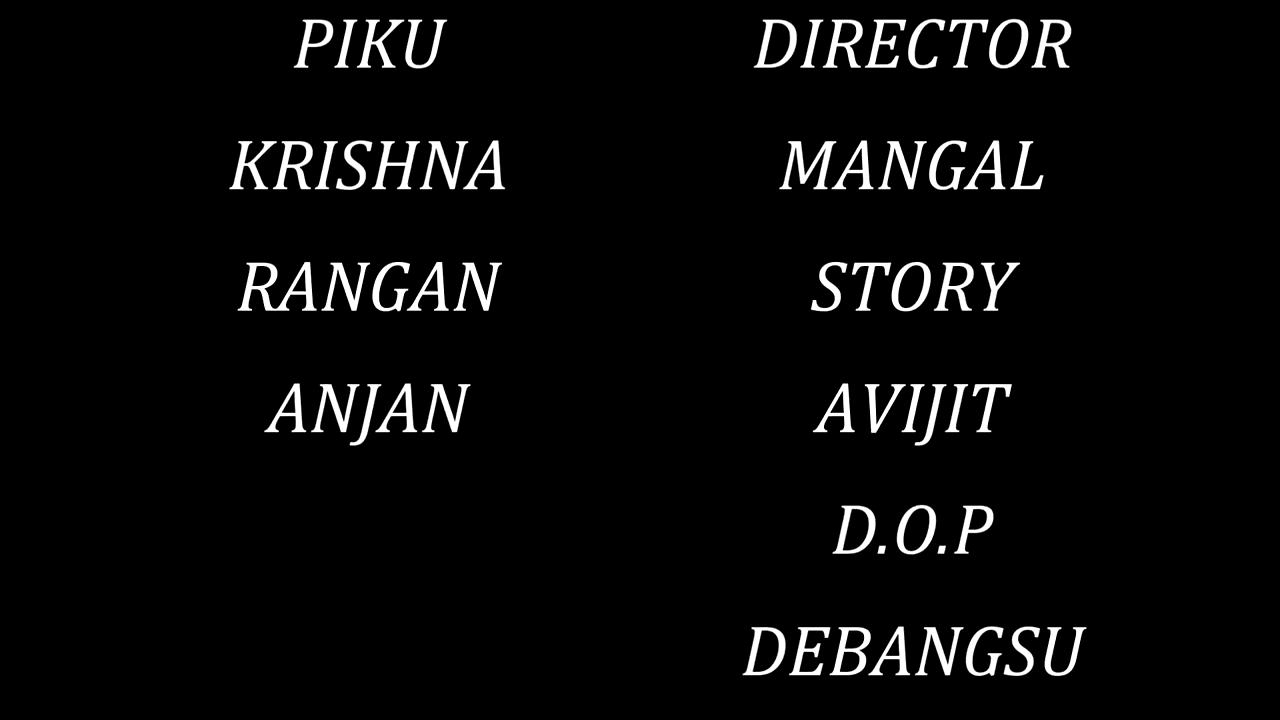 PIKU
KRISHNA
RANGAN
ANJAN
DIRECTOR
MANGAL
STORY
AVIJIT
D.O.P
DEBANGSU